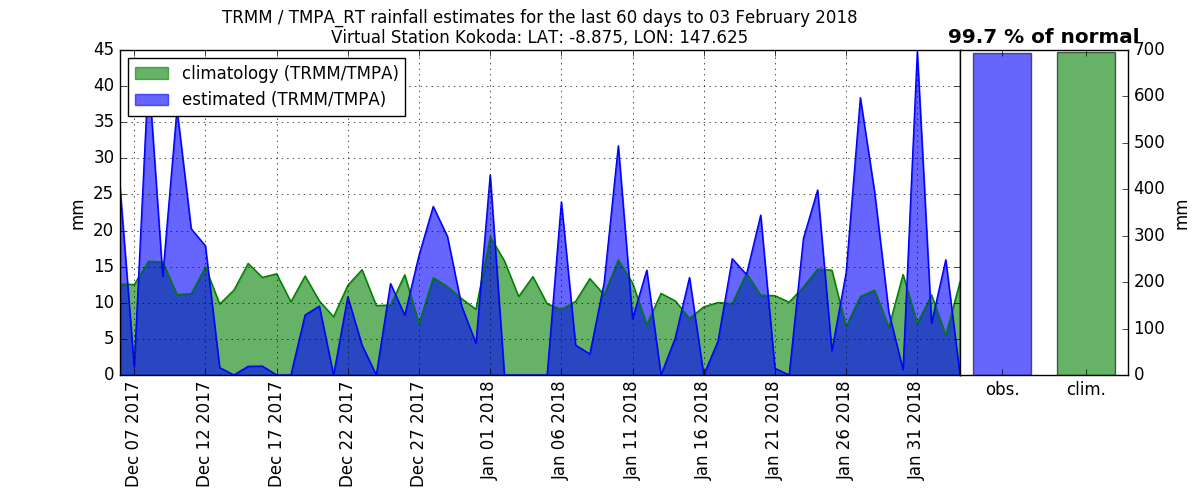 TRMM / TMPA_RT rainfall estimates for the last 60 days to 03 February 2018
Virtual Station Kokoda: LAT: -8.875, LON: 147.625
99.7 % of normal
climatology (TRMM/TMPA)
estimated (TRMM/TMPA)
45
40
35
30
25
20
15
10
5
0
mm
Dec 07 2017
Dec 12 2017
Dec 17 2017
Dec 22 2017
Dec 27 2017
Jan 01 2018
Jan 06 2018
Jan 11 2018
Jan 16 2018
Jan 21 2018
Jan 26 2018
Jan 31 2018
obs.
clim.
700
600
500
400
300
200
100
0
mm